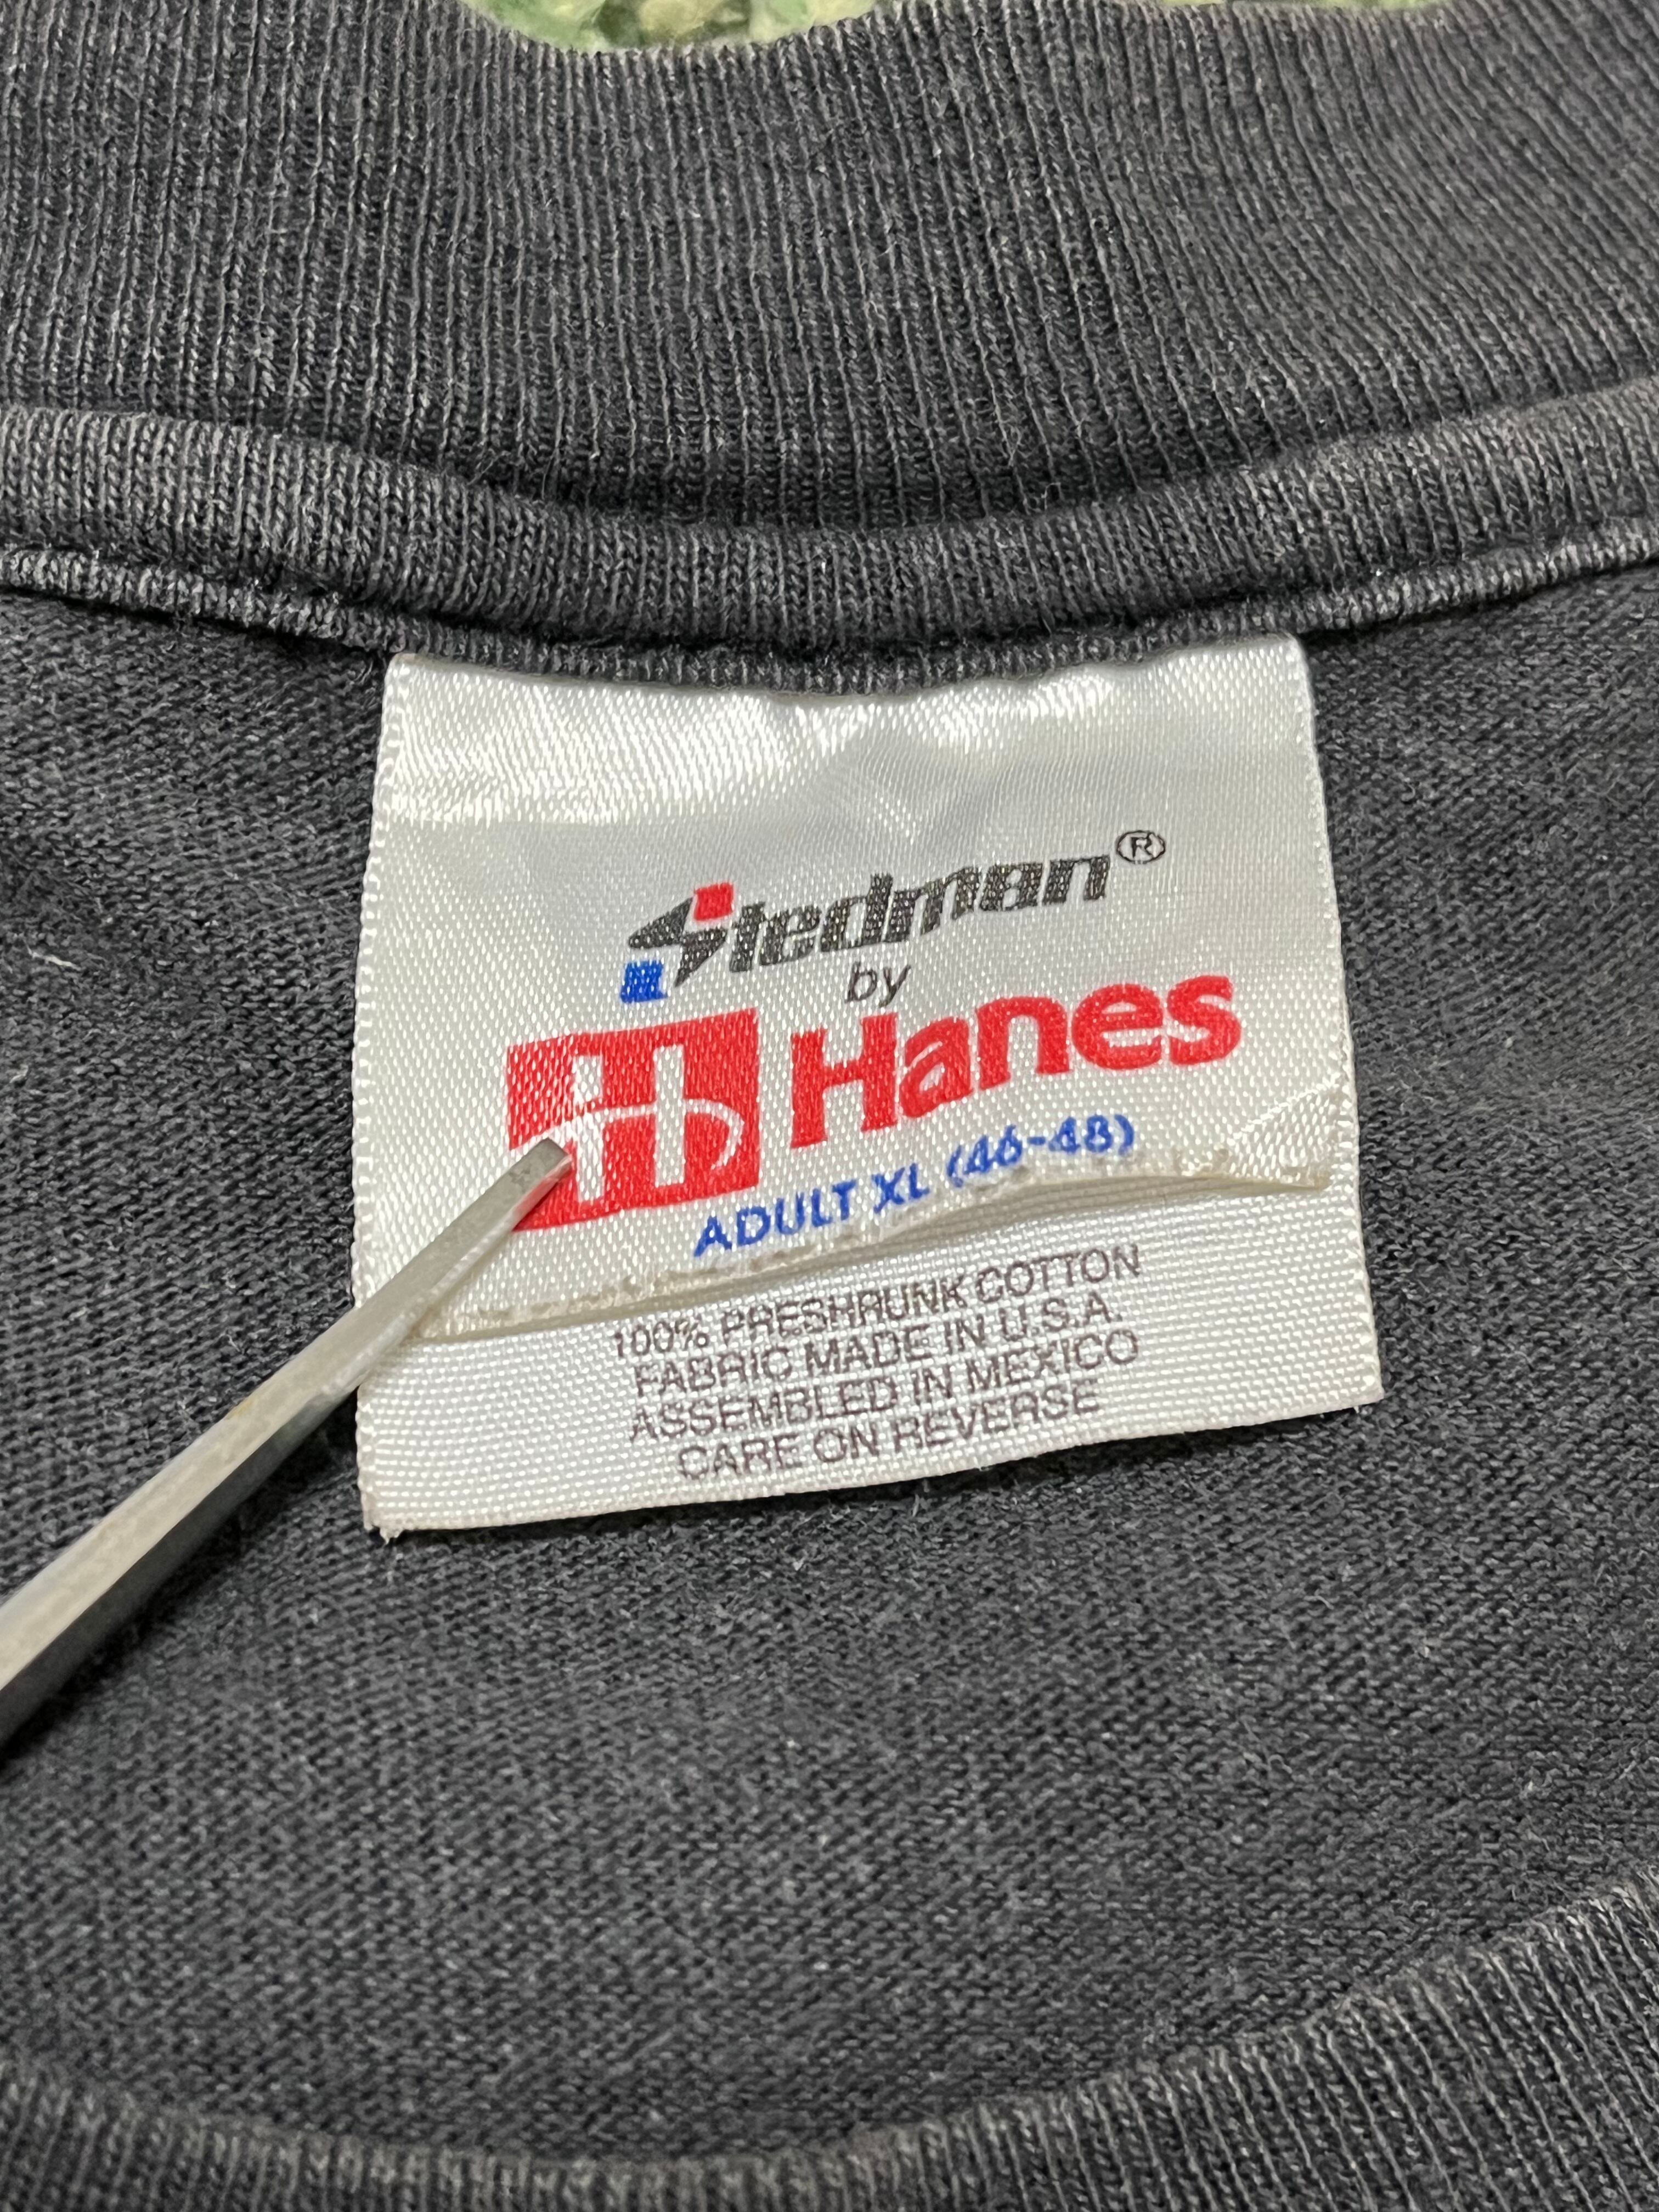 Stedman®
by
Hanes
ADULT XL (46-48)
100% PRESHRUNK COTTON
FABRIC MADE IN U.S.A.
ASSEMBLED IN MEXICO
CARE ON REVERSE